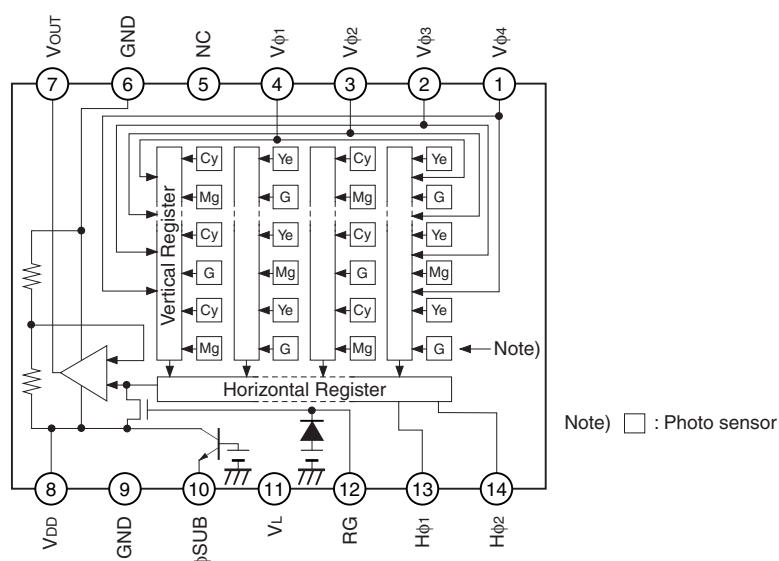 VOUT GND NC Vφ1 Vφ2 Vφ3 Vφ4
7 6 5 4 3 2 1
Cy Ye Cy Ye
Mg G Mg G
Cy Ye Cy Ye
G Mg G Mg
Cy Ye Cy Ye
Mg G Mg G
Vertical Register
Note)
Horizontal Register
Note) : Photo sensor
8 9 10 11 12 13 14
VDD GND φSUB VL RG Hφ1 Hφ2